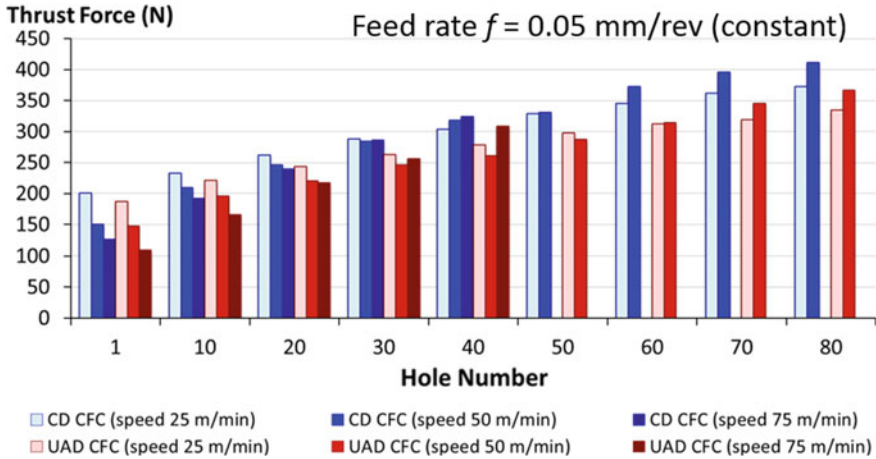 Thrust Force (N)
Feed rate f = 0.05 mm/rev (constant)
450
400
350
300
250
200
150
100
50
0
1 10 20 30 40 50 60 70 80
Hole Number
CD CFC (speed 25 m/min) CD CFC (speed 50 m/min) CD CFC (speed 75 m/min)
UAD CFC (speed 25 m/min) UAD CFC (speed 50 m/min) UAD CFC (speed 75 m/min)